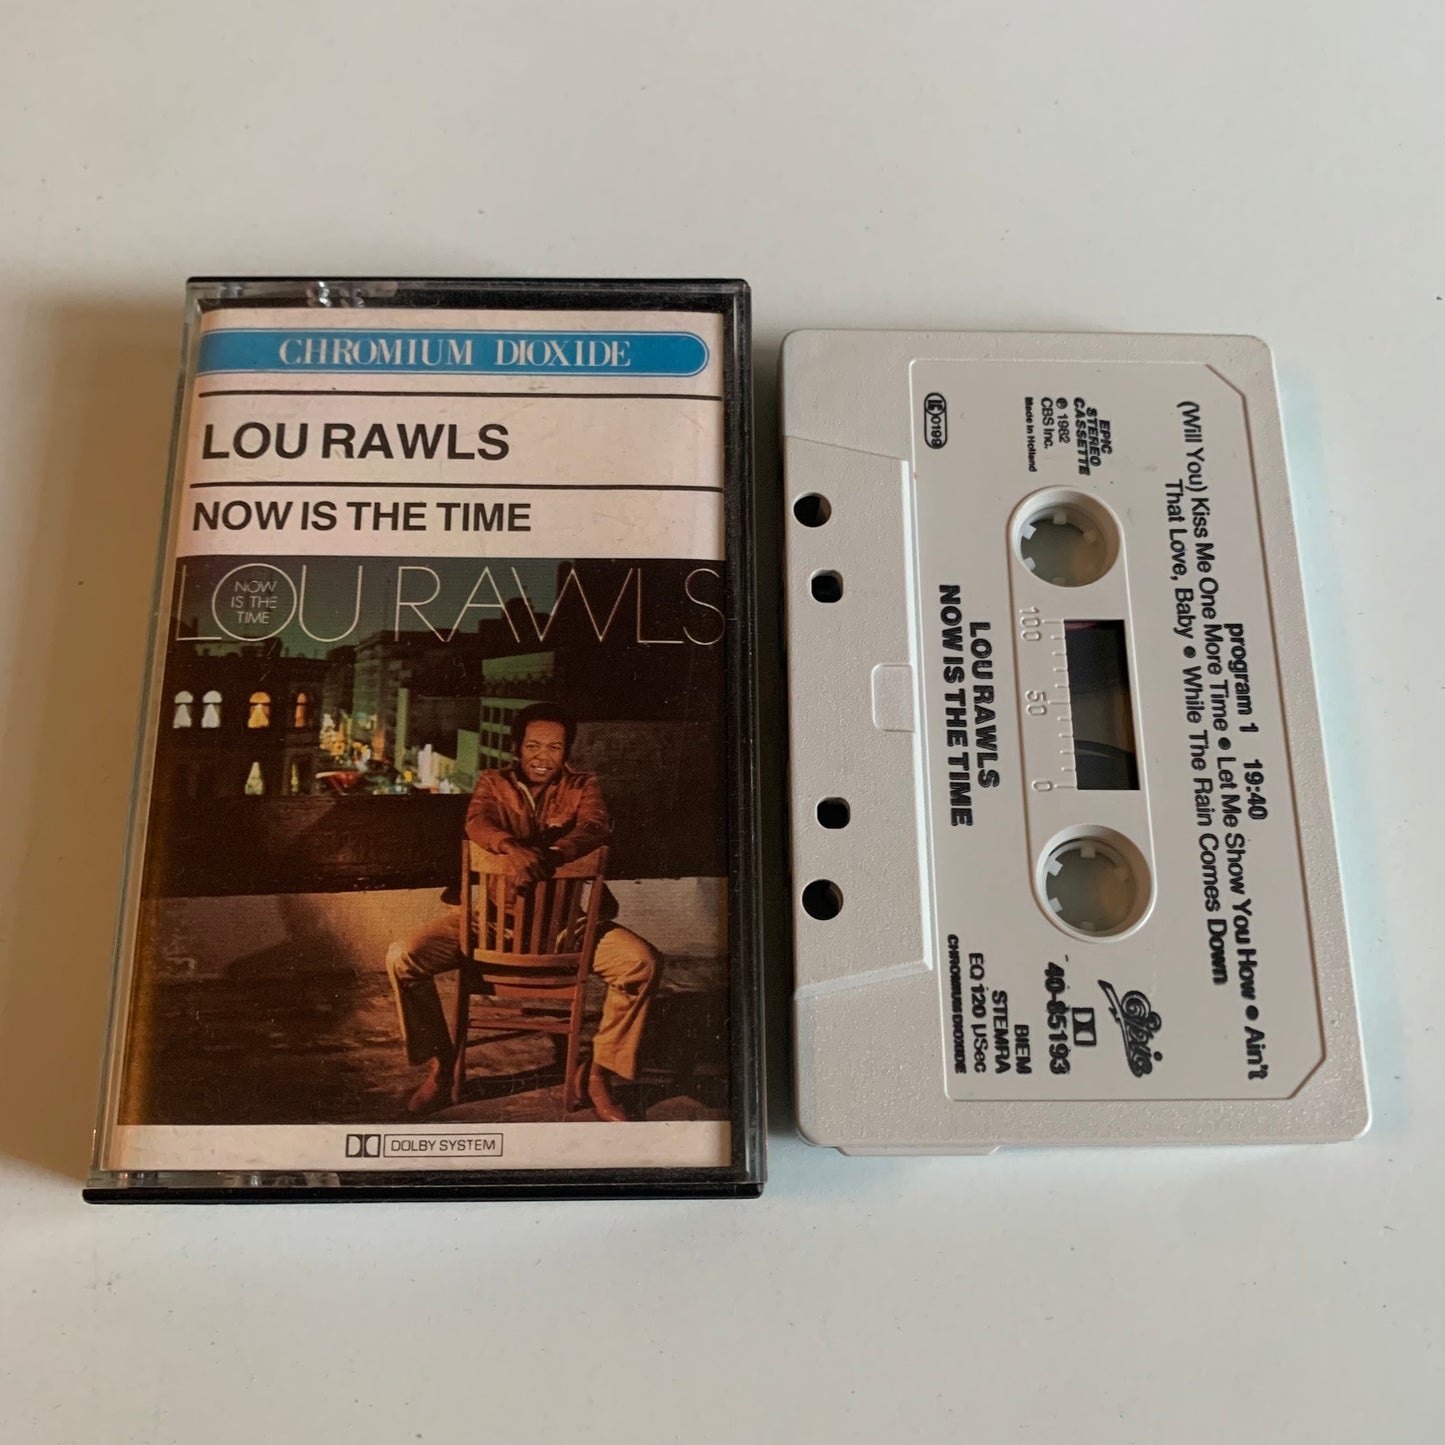 CHROMIUM DIOXIDE
LOU RAWLS
NOW IS THE TIME
LOU RAWLS
NOW
IS THE
TIME
DOLBY SYSTEM
program 1 19:40
(Will You) Kiss Me One More Time • Let Me Show You How • Ain't
That Love, Baby • While The Rain Comes Down
EPIC
STEREO
CASSETTE
℗ 1982
CBS Inc.
Made in Holland
0199
100 50 0
LOU RAWLS
NOW IS THE TIME
Epic
40-85193
BIEM
STEMRA
EQ 120 µSec
CHROMIUM DIOXIDE